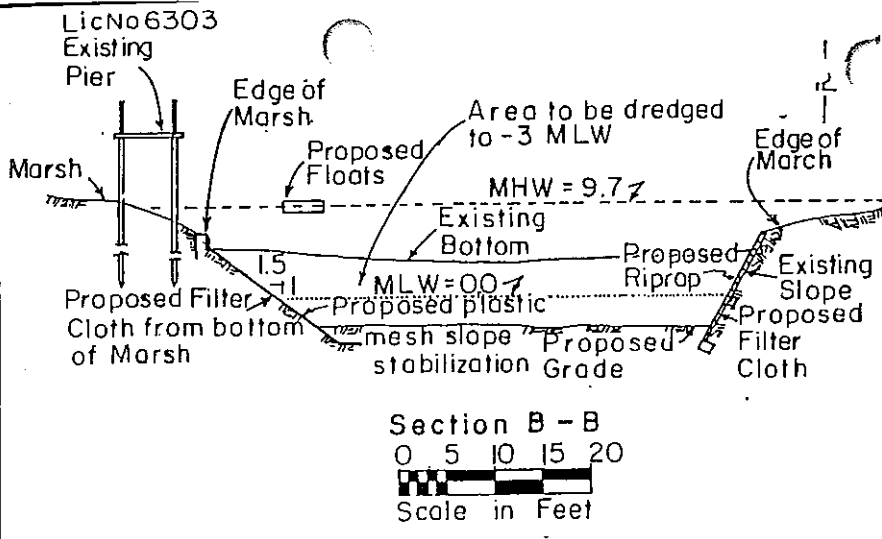 LicNo 6303
Existing
Pier
Edge of
Marsh
Area to be dredged
to -3 MLW
Edge of
March
Marsh
Proposed
Floats
MHW = 9.7
Existing
Bottom
Proposed
Riprap
Existing
Slope
1.5
1
MLW=0.0
Proposed Filter
Cloth from bottom
of Marsh
Proposed plastic
mesh slope
stabilization
Proposed
Grade
Proposed
Filter
Cloth
Section B - B
0 5 10 15 20
Scale in Feet